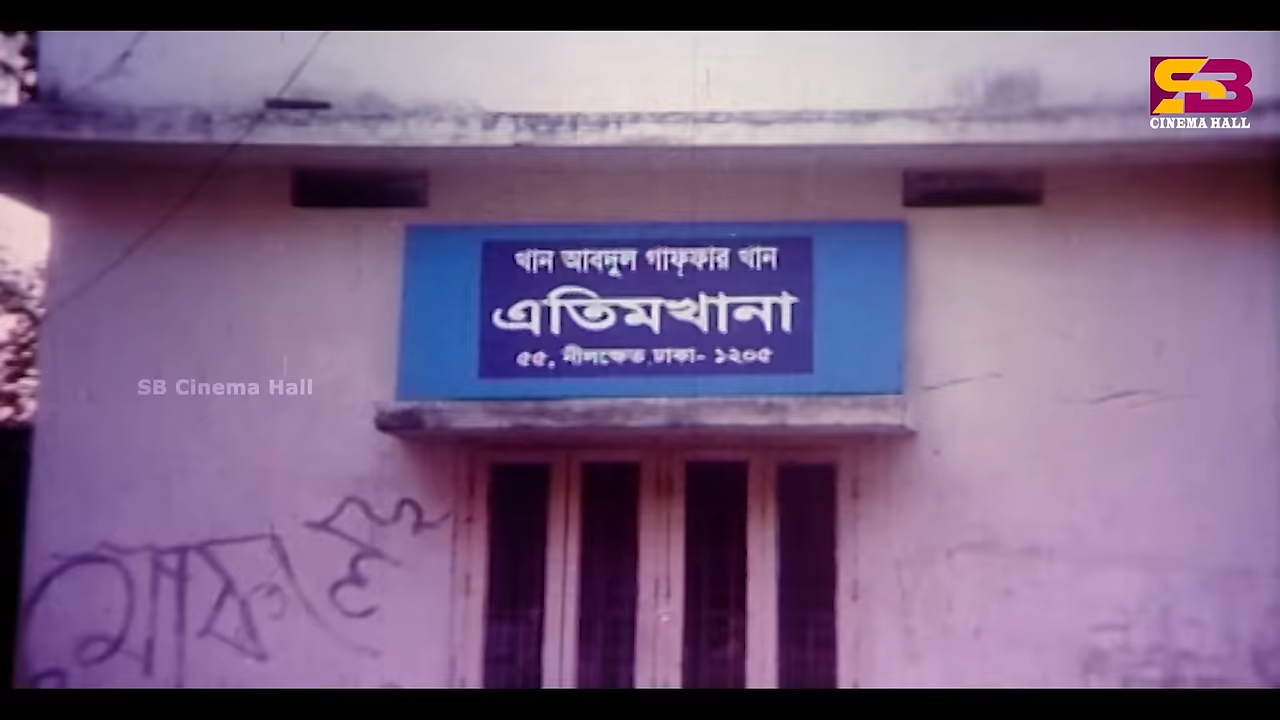 SB
CINEMA HALL
খান আবদুল গাফ্ফার খান
এতিমখানা
৫৫, নীলক্ষেত, ঢাকা- ১২০৫
SB Cinema Hall